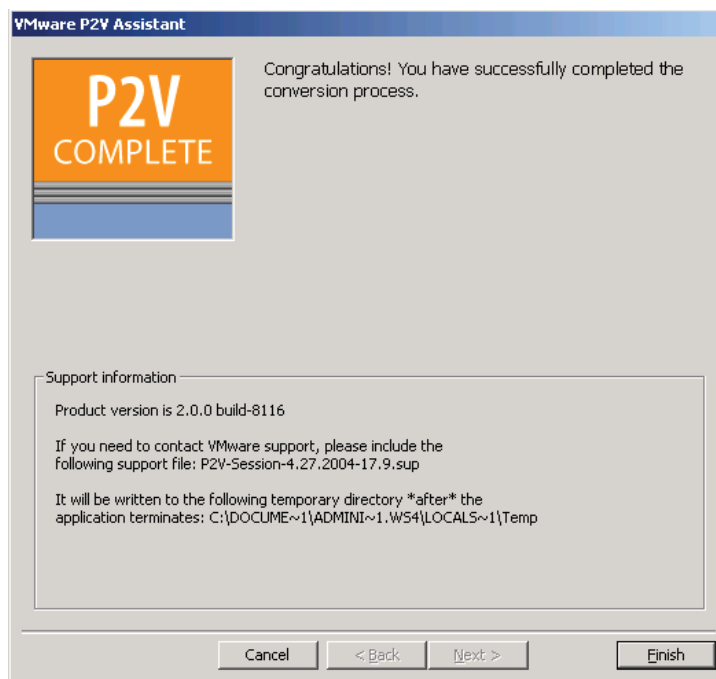 VMware P2V Assistant
P2V
COMPLETE
Congratulations! You have successfully completed the
conversion process.
Support information
Product version is 2.0.0 build-8116
If you need to contact VMware support, please include the
following support file: P2V-Session-4.27.2004-17.9.sup
It will be written to the following temporary directory *after* the
application terminates: C:\DOCUME~1\ADMINI~1.WS4\LOCALS~1\Temp
Cancel
< Back
Next >
Finish